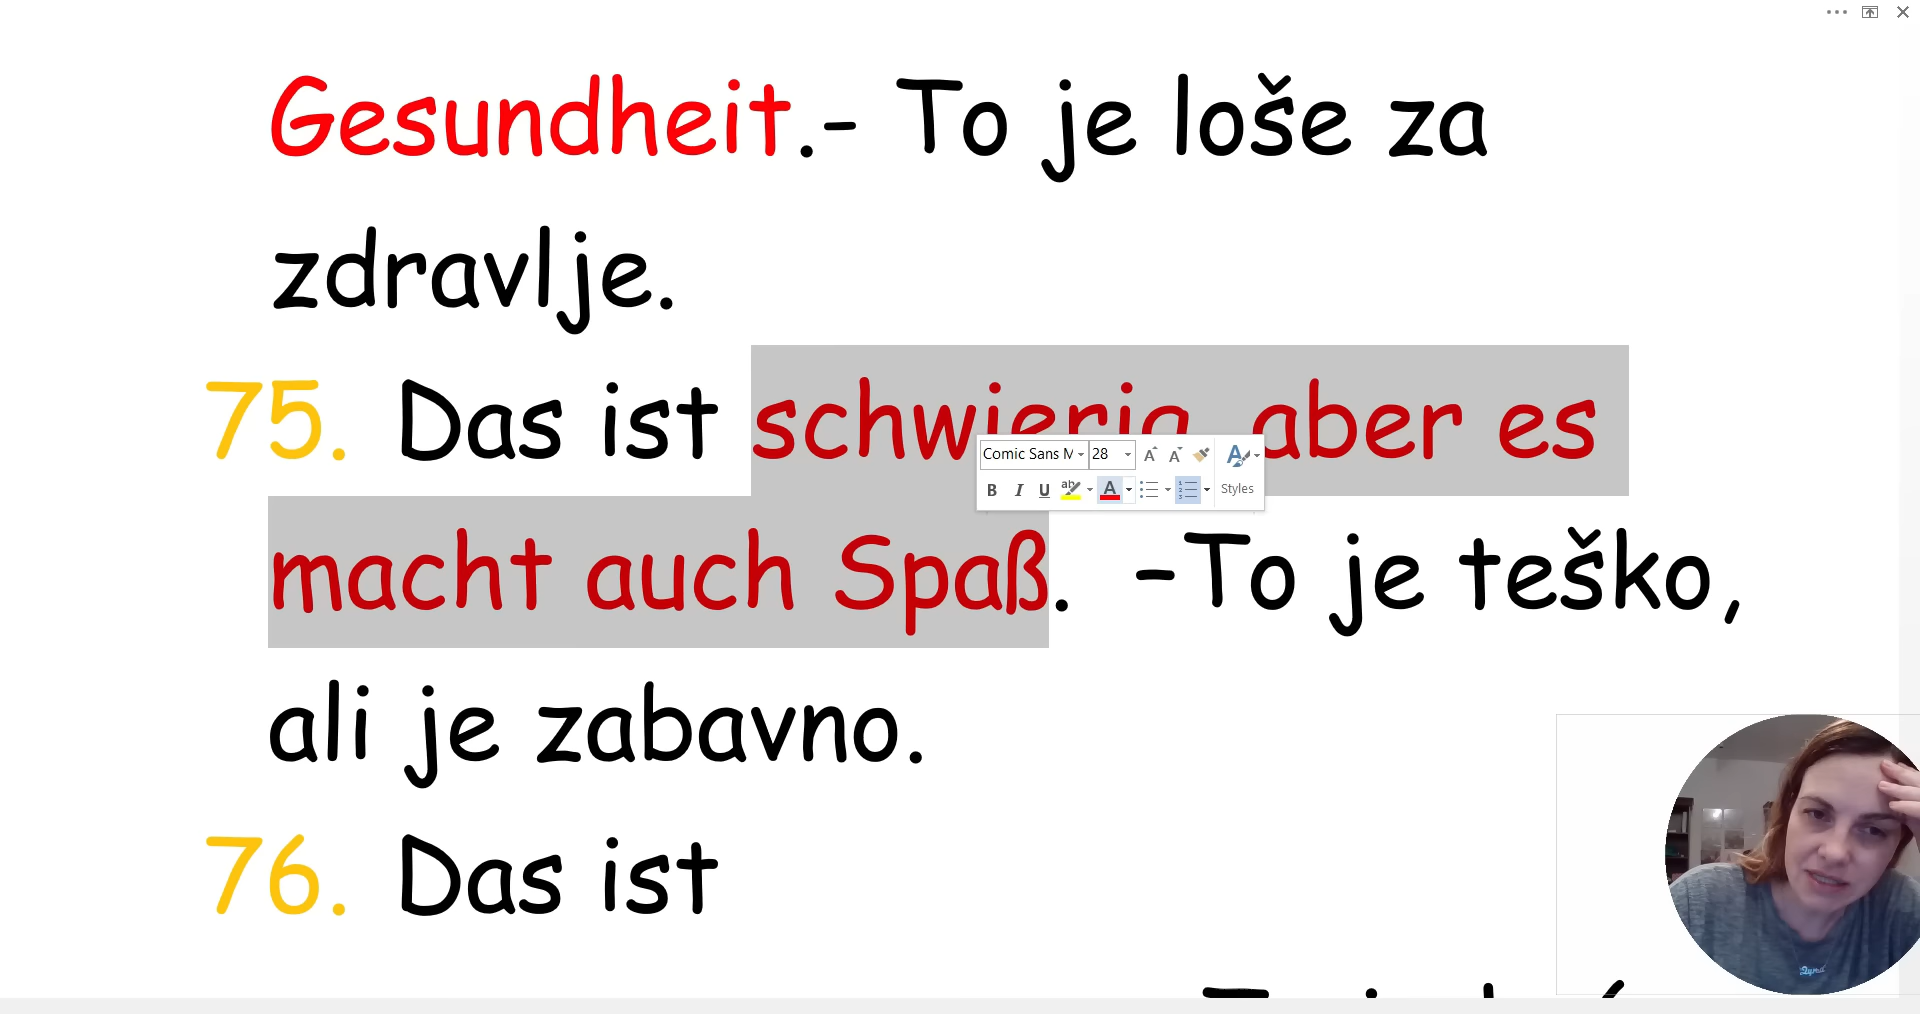 Gesundheit.- To je loše za
zdravlje.
75. Das ist schwierig, aber es
macht auch Spaß. -To je teško,
ali je zabavno.
76. Das ist
Comic Sans M
28
A A A
B I U ab A Styles